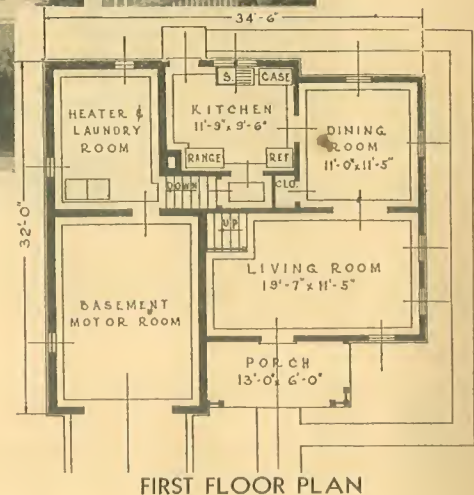 34'-6"
S.
CASE
KITCHEN
11'-9" x 9'-6"
HEATER &
LAUNDRY
ROOM
DINING
ROOM
11'-0" x 11'-5"
RANGE
REF
DOWN
CLO.
32'-0"
UP
LIVING ROOM
19'-7" x 11'-5"
BASEMENT
MOTOR ROOM
PORCH
13'-0" x 6'-0"
FIRST FLOOR PLAN